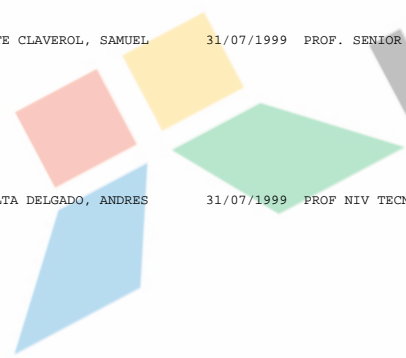 CLAVEROL, SAMUEL 31/07/1999 PROF. SENIOR
DELGADO, ANDRES 31/07/1999 PROF NIV